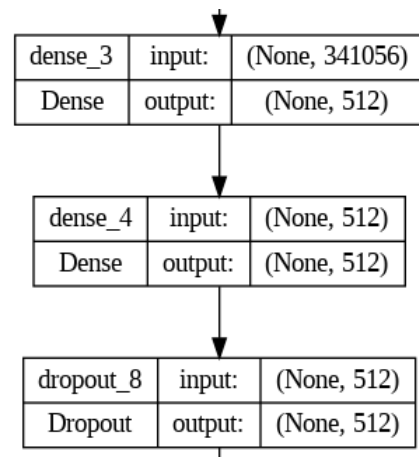 dense_3 input: (None, 341056)
Dense output: (None, 512)
dense_4 input: (None, 512)
Dense output: (None, 512)
dropout_8 input: (None, 512)
Dropout output: (None, 512)